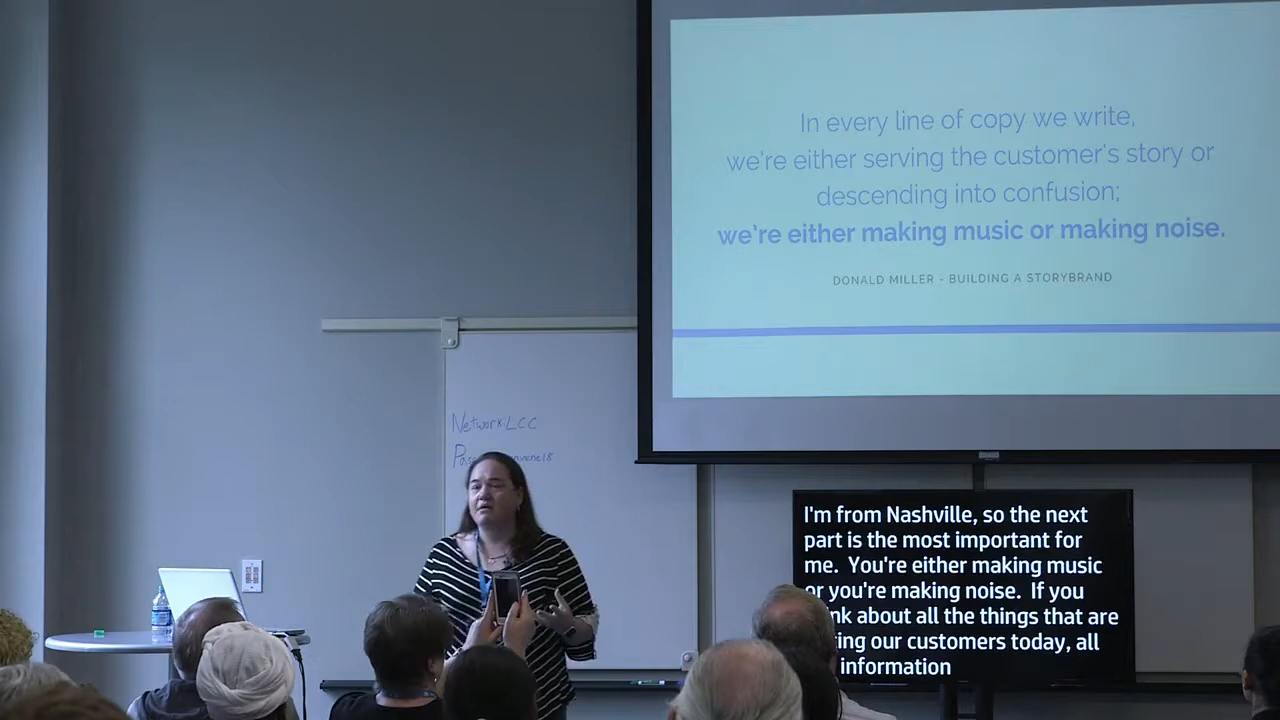 In every line of copy we write,
we're either serving the customer's story or
descending into confusion;
we're either making music or making noise.
DONALD MILLER - BUILDING A STORYBRAND
Network: LCC
I'm from Nashville, so the next
part is the most important for
me. You're either making music
or you're making noise. If you
about all the things that are
our customers today, all
information